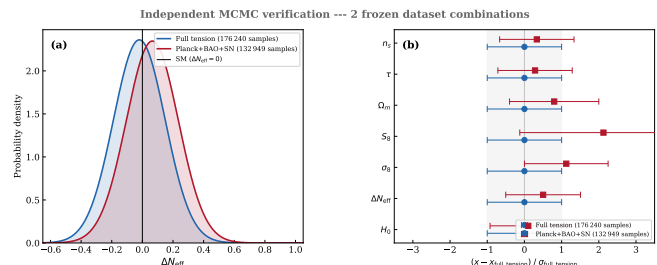 Independent MCMC verification --- 2 frozen dataset combinations
(a)
Full tension (176 240 samples)
Planck+BAO+SN (132 949 samples)
SM (ΔN_eff = 0)
Probability density
2.0
1.5
1.0
0.5
0.0
−0.6 −0.4 −0.2 0.0 0.2 0.4 0.6 0.8 1.0
ΔN_eff
(b)
n_s
τ
Ω_m
S_8
σ_8
ΔN_eff
H_0
Full tension (176 240 samples)
Planck+BAO+SN (132 949 samples)
−3 −2 −1 0 1 2 3
(x − x_full tension) / σ_full tension